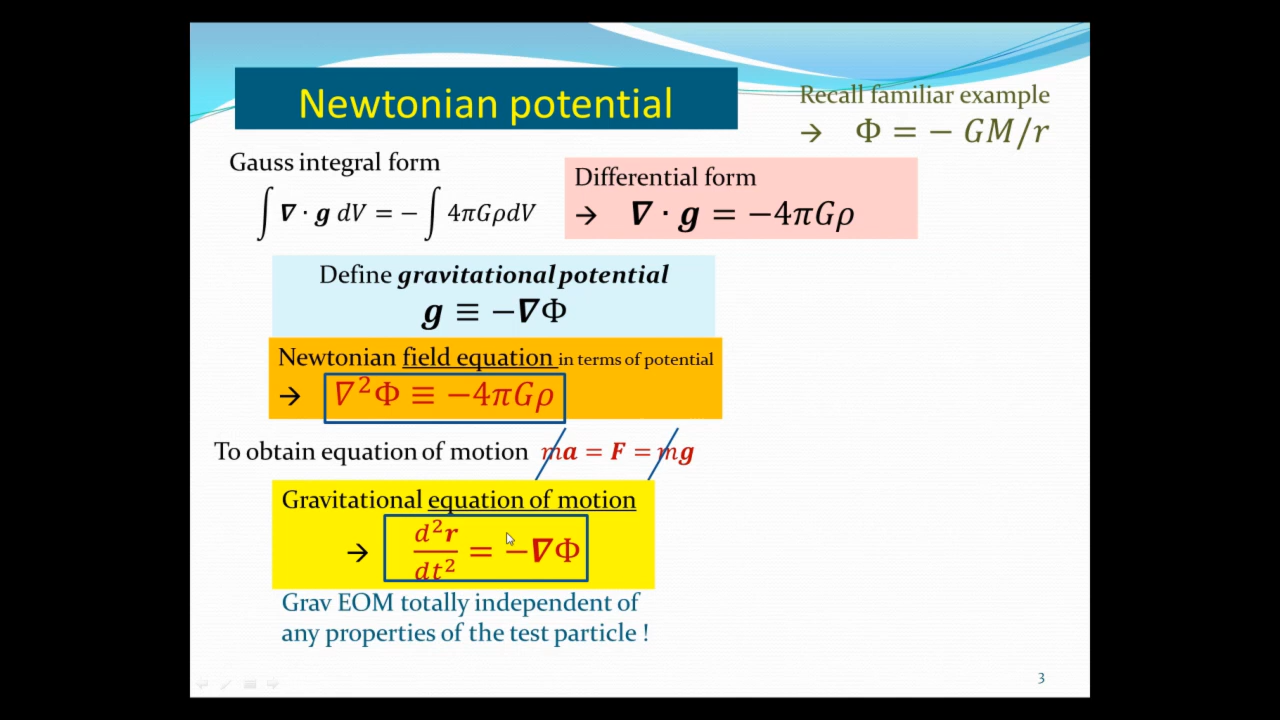 Newtonian potential
Recall familiar example
→ Φ = − GM/r
Gauss integral form
∫ ∇ · g dV = − ∫ 4πGρdV
Differential form
→ ∇ · g = −4πGρ
Define gravitational potential
g ≡ −∇Φ
Newtonian field equation in terms of potential
→ ∇²Φ ≡ −4πGρ
To obtain equation of motion ma = F = mg
Gravitational equation of motion
→ d²r/dt² = −∇Φ
Grav EOM totally independent of
any properties of the test particle !
3